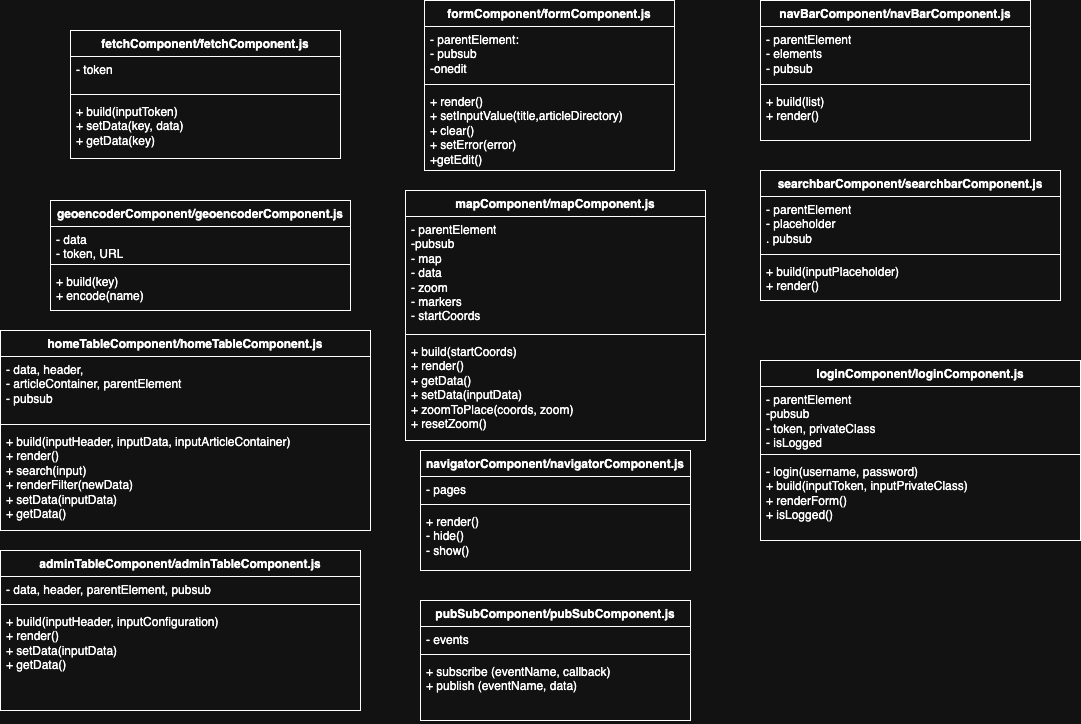 fetchComponent/fetchComponent.js
- token
+ build(inputToken)
+ setData(key, data)
+ getData(key)
geoencoderComponent/geoencoderComponent.js
- data
- token, URL
+ build(key)
+ encode(name)
homeTableComponent/homeTableComponent.js
- data, header,
- articleContainer, parentElement
- pubsub
+ build(inputHeader, inputData, inputArticleContainer)
+ render()
+ search(input)
+ renderFilter(newData)
+ setData(inputData)
+ getData()
adminTableComponent/adminTableComponent.js
- data, header, parentElement, pubsub
+ build(inputHeader, inputConfiguration)
+ render()
+ setData(inputData)
+ getData()
formComponent/formComponent.js
- parentElement:
- pubsub
-onedit
+ render()
+ setInputValue(title,articleDirectory)
+ clear()
+ setError(error)
+getEdit()
mapComponent/mapComponent.js
- parentElement
-pubsub
- map
- data
- zoom
- markers
- startCoords
+ build(startCoords)
+ render()
+ getData()
+ setData(inputData)
+ zoomToPlace(coords, zoom)
+ resetZoom()
navigatorComponent/navigatorComponent.js
- pages
+ render()
- hide()
- show()
pubSubComponent/pubSubComponent.js
- events
+ subscribe (eventName, callback)
+ publish (eventName, data)
navBarComponent/navBarComponent.js
- parentElement
- elements
- pubsub
+ build(list)
+ render()
searchbarComponent/searchbarComponent.js
- parentElement
- placeholder
. pubsub
+ build(inputPlaceholder)
+ render()
loginComponent/loginComponent.js
- parentElement
-pubsub
- token, privateClass
- isLogged
- login(username, password)
+ build(inputToken, inputPrivateClass)
+ renderForm()
+ isLogged()